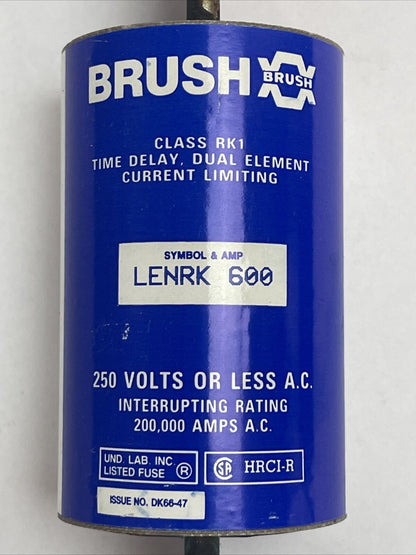 BRUSH BRUSH
CLASS RK1
TIME DELAY, DUAL ELEMENT
CURRENT LIMITING
SYMBOL & AMP
LENRK 600
250 VOLTS OR LESS A.C.
INTERRUPTING RATING
200,000 AMPS A.C.
UND. LAB. INC
LISTED FUSE ®
SA HRCI-R
ISSUE NO. DK66-47